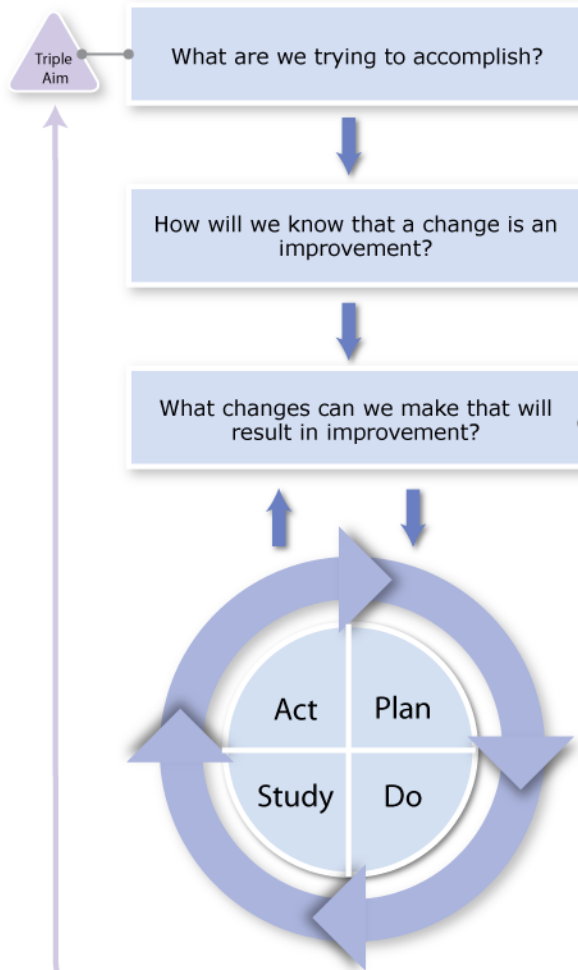 Triple
Aim
What are we trying to accomplish?
How will we know that a change is an
improvement?
What changes can we make that will
result in improvement?
Act
Plan
Study
Do